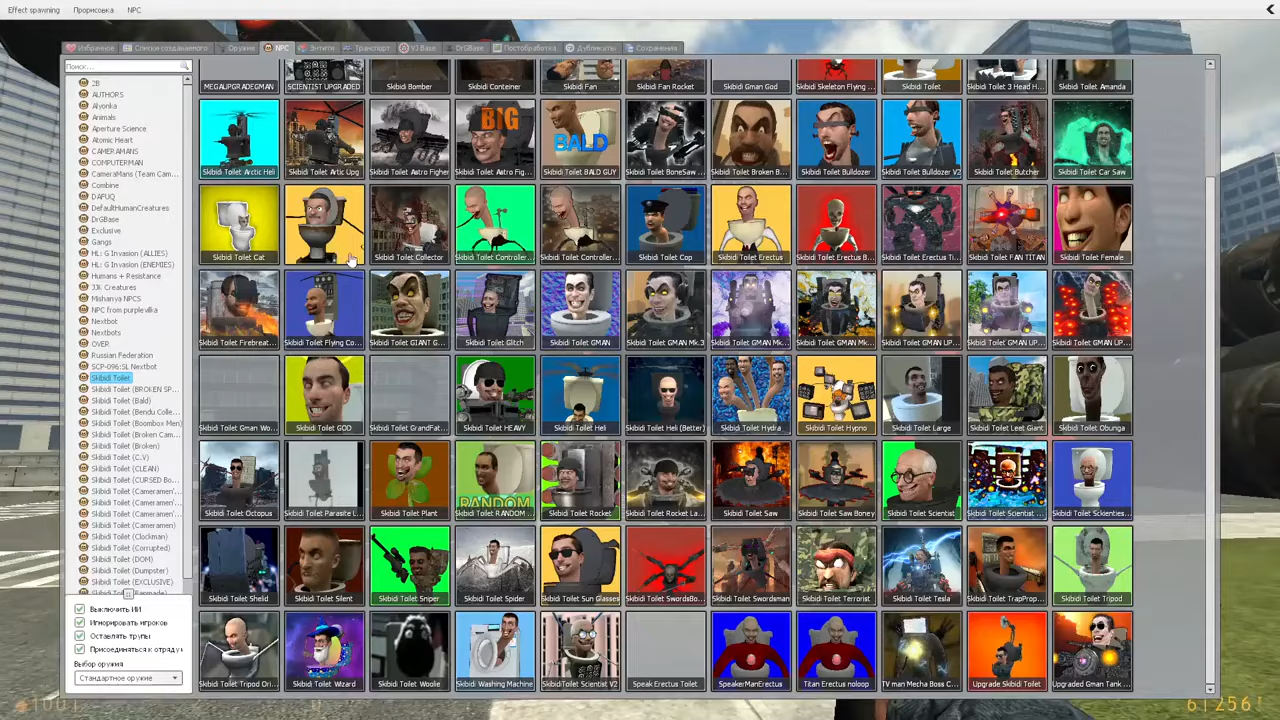 Effect spawning Прорисовка NPC
Избранное Списки создаваемого Оружие NPC Энтити Транспорт VJ Base DrGBase Постобработка Дубликаты Сохранения
Поиск...
2B
AUTHORS
Alyonka
Animals
Aperture Science
Atomic Heart
CAMERAMANS
COMPUTERMAN
CameraMans (Team Cam...
Combine
DAFUQ
DefaultHumanCreatures
DrGBase
Exclusive
Gangs
HL: G Invasion (ALLIES)
HL: G Invasion (ENEMIES)
Humans + Resistance
JJK Creatures
Mishanya NPCS
NPC from purplevilka
Nextbot
Nextbots
OVER
Russian Federation
SCP-096:SL Nextbot
Skibidi Toilet
Skibidi Toilet (BROKEN SP...
Skibidi Toilet (Bald)
Skibidi Toilet (Bendu Colle...
Skibidi Toilet (Boombox Men)
Skibidi Toilet (Broken Cam...
Skibidi Toilet (Broken)
Skibidi Toilet (C.V)
Skibidi Toilet (CLEAN)
Skibidi Toilet (CURSED Bo...
Skibidi Toilet (Cameramen'...
Skibidi Toilet (Cameramen'...
Skibidi Toilet (Cameramen'...
Skibidi Toilet (Cameramen)
Skibidi Toilet (Clockman)
Skibidi Toilet (Corrupted)
Skibidi Toilet (DOM)
Skibidi Toilet (Dumpster)
Skibidi Toilet (EXCLUSIVE)
Выключить ИИ
Игнорировать игроков
Оставлять трупы
Присоединяться к отряду
Выбор оружия
Стандартное оружие
MEGAUPGRADEGMAN SCIENTIST UPGRADED Skibidi Bomber Skibidi Conteiner Skibidi Fan Skibidi Fan Rocket Skibidi Gman God Skibidi Skeleton Flying ... Skibidi Toilet Skibidi Toilet 3 Head H... Skibidi Toilet Amanda
BIG
BALD
Skibidi Toilet Arctic Heli Skibidi Toilet Artic Upg Skibidi Toilet Astro Figher Skibidi Toilet Astro Fig... Skibidi Toilet BALD GUY Skibidi Toilet BoneSaw ... Skibidi Toilet Broken B... Skibidi Toilet Bulldozer Skibidi Toilet Bulldozer V2 Skibidi Toilet Butcher Skibidi Toilet Car Saw
Skibidi Toilet Cat Skibidi Toilet Collector Skibidi Toilet Controller... Skibidi Toilet Controller... Skibidi Toilet Cop Skibidi Toilet Erectus Skibidi Toilet Erectus B... Skibidi Toilet Erectus Ti... Skibidi Toilet FAN TITAN Skibidi Toilet Female
Skibidi Toilet Firebreat... Skibidi Toilet Flying Co... Skibidi Toilet GIANT G... Skibidi Toilet Glitch Skibidi Toilet GMAN Skibidi Toilet GMAN Mk.3 Skibidi Toilet GMAN Mk... Skibidi Toilet GMAN Mk... Skibidi Toilet GMAN UP... Skibidi Toilet GMAN UP... Skibidi Toilet GMAN UP...
Skibidi Toilet Gman Wo... Skibidi Toilet GOD Skibidi Toilet GrandFat... Skibidi Toilet HEAVY Skibidi Toilet Heli Skibidi Toilet Heli (Better) Skibidi Toilet Hydra Skibidi Toilet Hypno Skibidi Toilet Large Skibidi Toilet Leet Giant Skibidi Toilet Obunga
RANDOM
Skibidi Toilet Octopus Skibidi Toilet Parasite L... Skibidi Toilet Plant Skibidi Toilet RANDOM ... Skibidi Toilet Rocket Skibidi Toilet Rocket La... Skibidi Toilet Saw Skibidi Toilet Saw Boney Skibidi Toilet Scientist Skibidi Toilet Scientist ... Skibidi Toilet Sckienties...
Skibidi Toilet Sheild Skibidi Toilet Silent Skibidi Toilet Sniper Skibidi Toilet Spider Skibidi Toilet Sun Glasses Skibidi Toilet SwordsBo... Skibidi Toilet Swordsman Skibidi Toilet Terrorist Skibidi Toilet Tesla Skibidi Toilet TrapProp... Skibidi Toilet Tripod
Skibidi Toilet Tripod Ori... Skibidi Toilet Wizard Skibidi Toilet Woolie Skibidi Washing Machine SkibidiToilet Scientist V2 Speak Erectus Toilet SpeakerManErectus Titan Erectus noloop TV man Mecha Boss C... Upgrade Skibidi Toilet Upgraded Gman Tank ...